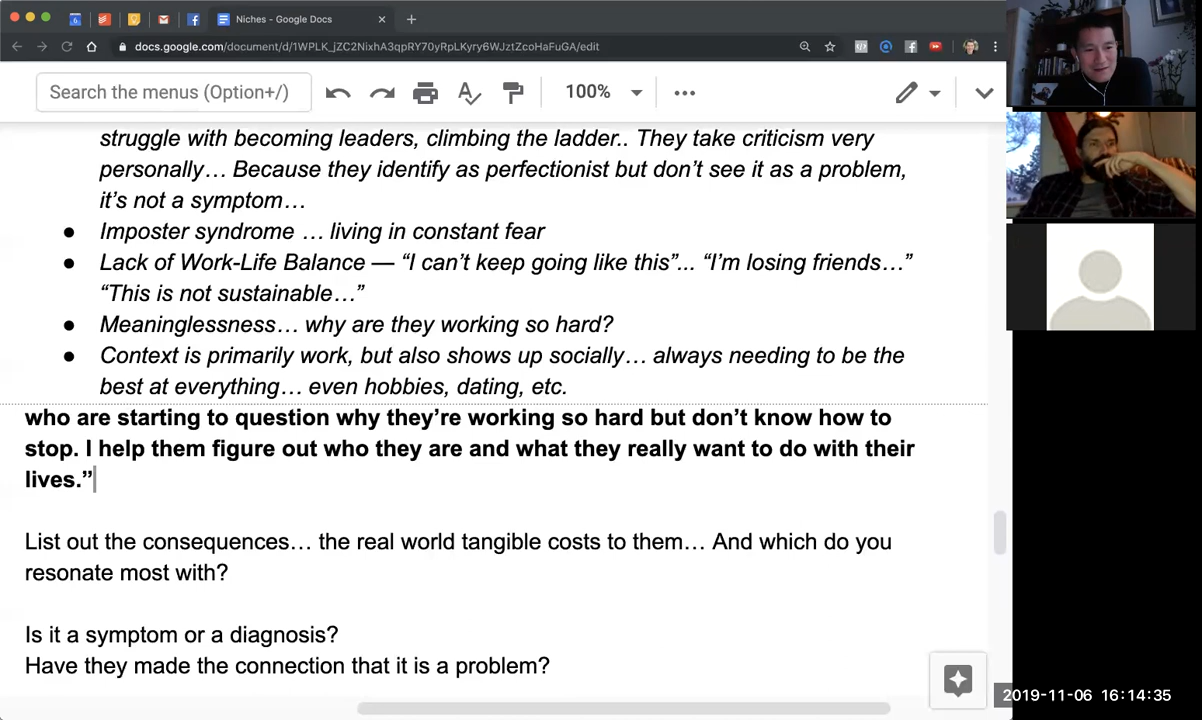 Niches - Google Docs
docs.google.com/document/d/1WPLK_jZC2NixhA3qpRY70yRpLKyry6WJztZcoHaFuGA/edit
Search the menus (Option+/)
100%
struggle with becoming leaders, climbing the ladder.. They take criticism very
personally… Because they identify as perfectionist but don’t see it as a problem,
it’s not a symptom…
● Imposter syndrome … living in constant fear
● Lack of Work-Life Balance — “I can’t keep going like this”... “I’m losing friends…”
“This is not sustainable…”
● Meaninglessness… why are they working so hard?
● Context is primarily work, but also shows up socially… always needing to be the
best at everything… even hobbies, dating, etc.
who are starting to question why they’re working so hard but don’t know how to
stop. I help them figure out who they are and what they really want to do with their
lives.”
List out the consequences… the real world tangible costs to them… And which do you
resonate most with?
Is it a symptom or a diagnosis?
Have they made the connection that it is a problem?
2019-11-06 16:14:35